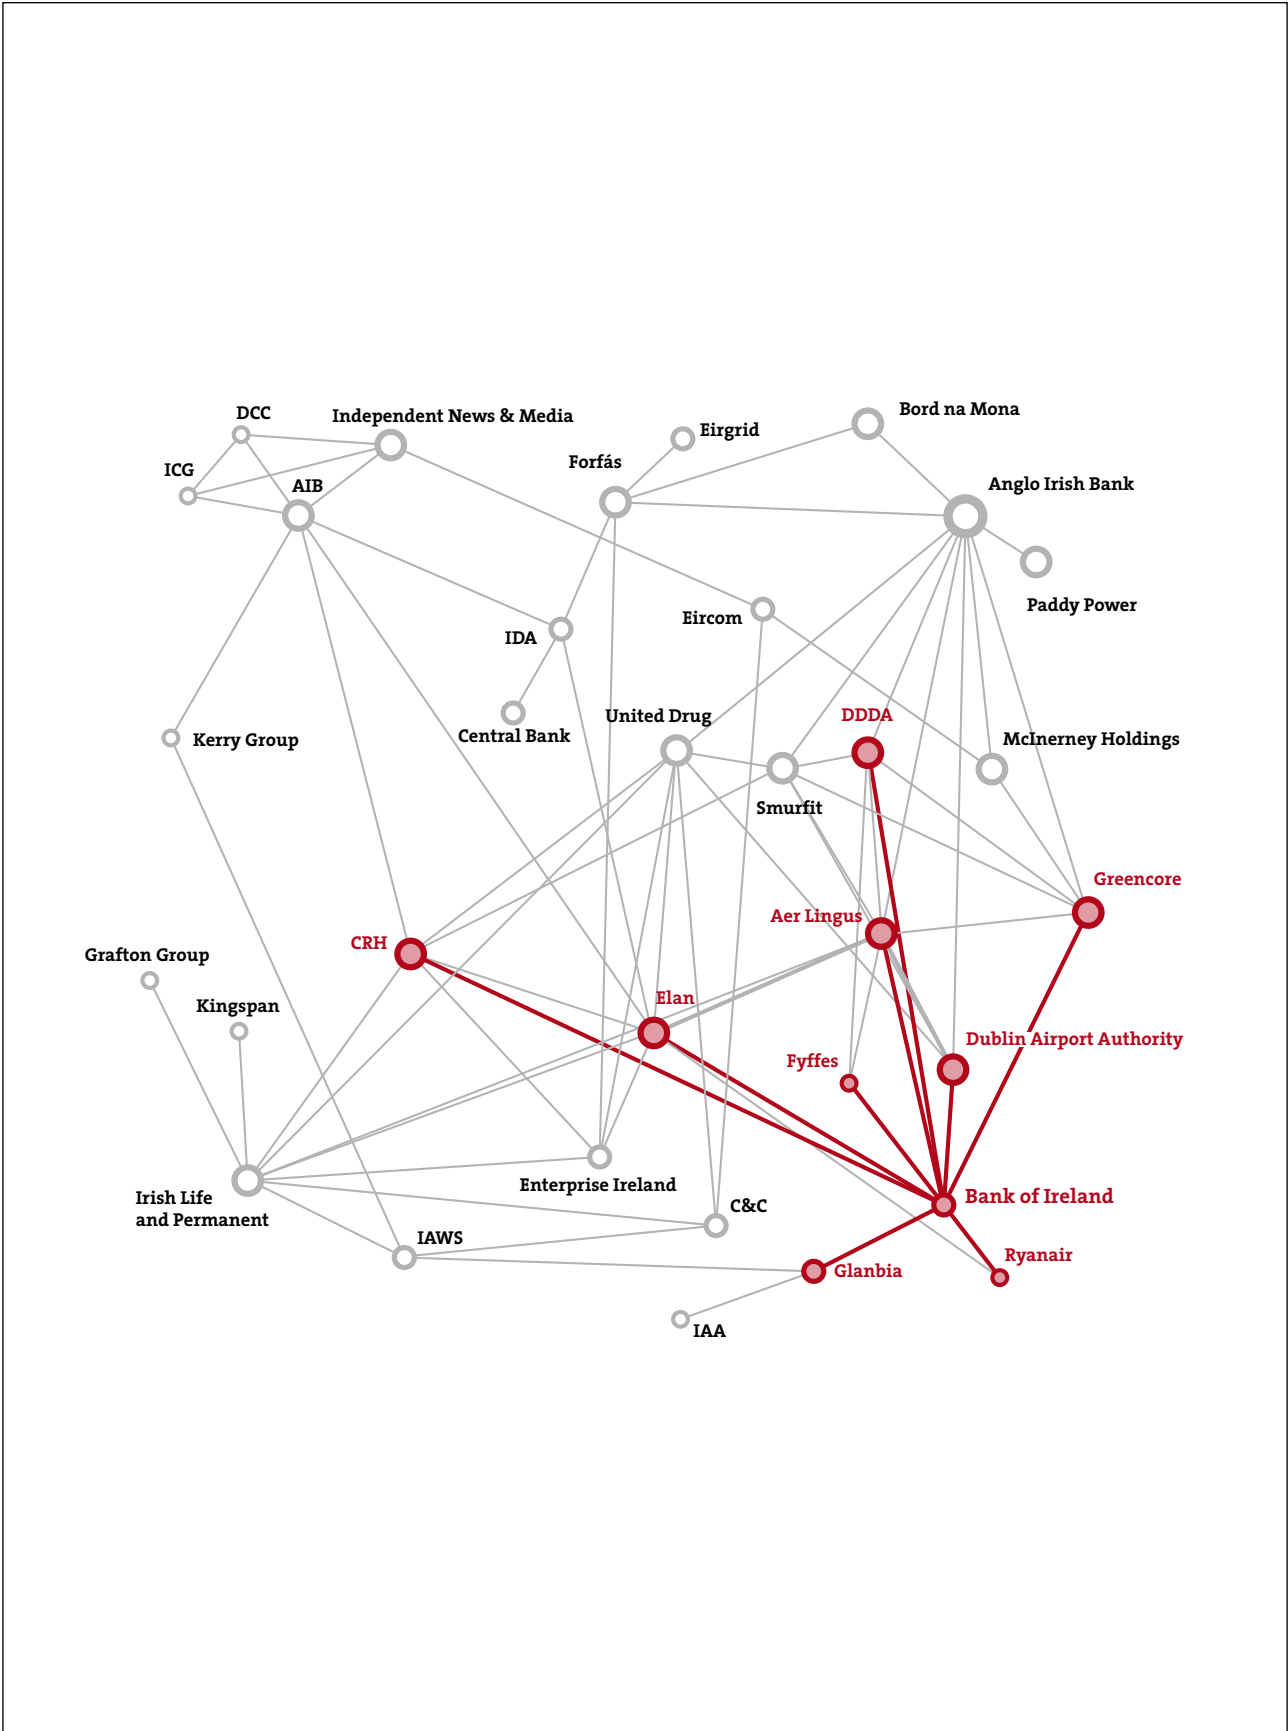 DCC
Independent News & Media
Bord na Mona
Eirgrid
Forfás
ICG
AIB
Anglo Irish Bank
Paddy Power
Eircom
IDA
United Drug
DDDA
Central Bank
Kerry Group
McInerney Holdings
Smurfit
Greencore
Aer Lingus
CRH
Grafton Group
Elan
Kingspan
Dublin Airport Authority
Fyffes
Enterprise Ireland
Irish Life
and Permanent
Bank of Ireland
C&C
IAWS
Ryanair
Glanbia
IAA